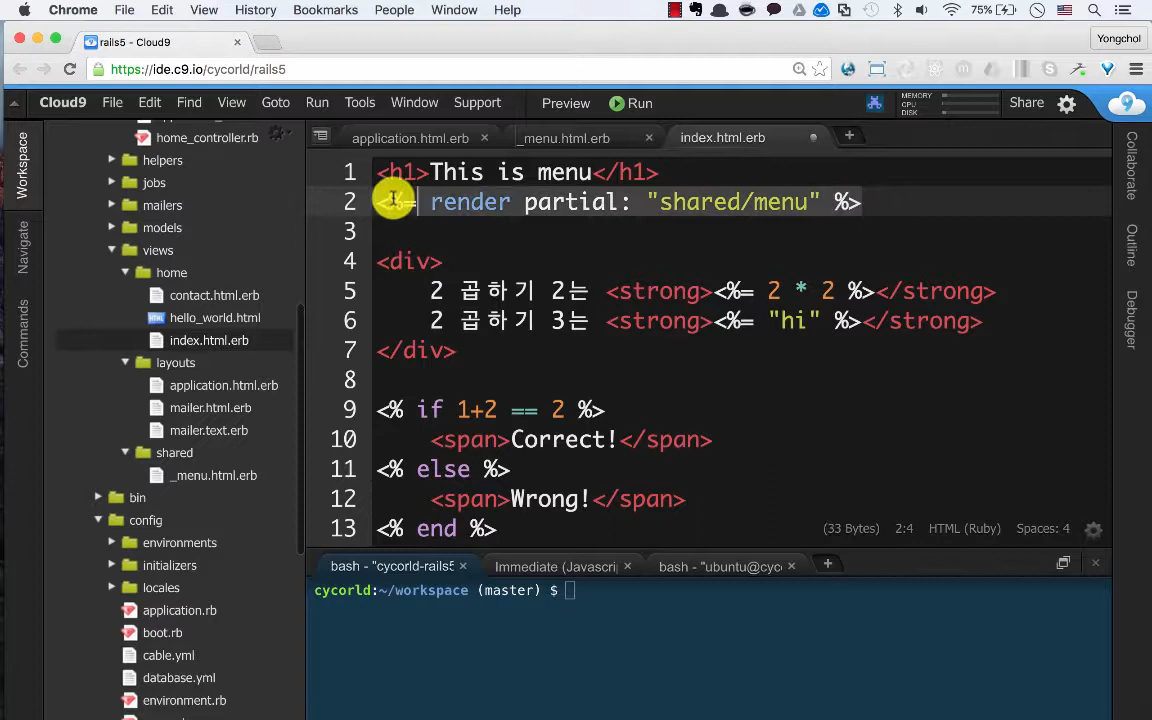 Chrome File Edit View History Bookmarks People Window Help 75%
rails5 - Cloud9 Yongchol
https://ide.c9.io/cycorld/rails5
Cloud9 File Edit Find View Run Goto Run Tools Window Support Preview Run MEMORY CPU DISK Share
Workspace
Navigate
Commands
home_controller.rb
helpers
jobs
mailers
models
views
home
contact.html.erb
hello_world.html
index.html.erb
layouts
application.html.erb
mailer.html.erb
mailer.text.erb
shared
_menu.html.erb
bin
config
environments
initializers
locales
application.rb
boot.rb
cable.yml
database.yml
environment.rb
application.html.erb _menu.html.erb index.html.erb
1 <h1>This is menu</h1>
2 <%= render partial: "shared/menu" %>
3
4 <div>
5 2 곱하기 2는 <strong><%= 2 * 2 %></strong>
6 2 곱하기 3는 <strong><%= "hi" %></strong>
7 </div>
8
9 <% if 1+2 == 2 %>
10 <span>Correct!</span>
11 <% else %>
12 <span>Wrong!</span>
13 <% end %>
(33 Bytes) 2:4 HTML (Ruby) Spaces: 4
bash - "cycorld-rails5 Immediate (Javascrip bash - "ubuntu@cyc
cycorld:~/workspace (master) $
Collaborate
Outline
Debugger